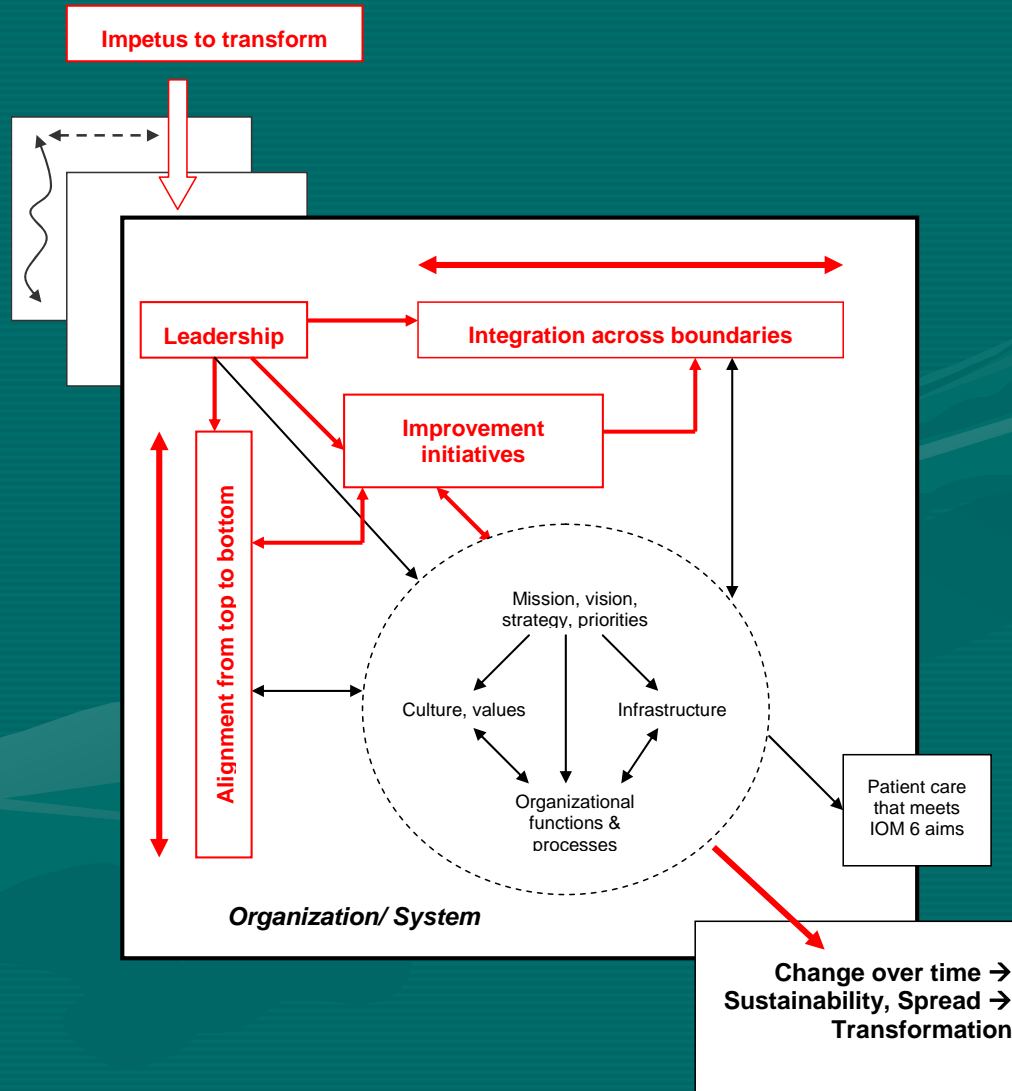 Impetus to transform
Leadership
Integration across boundaries
Improvement
initiatives
Alignment from top to bottom
Mission, vision,
strategy, priorities
Culture, values
Infrastructure
Organizational
functions &
processes
Patient care
that meets
IOM 6 aims
Organization/ System
Change over time →
Sustainability, Spread →
Transformation